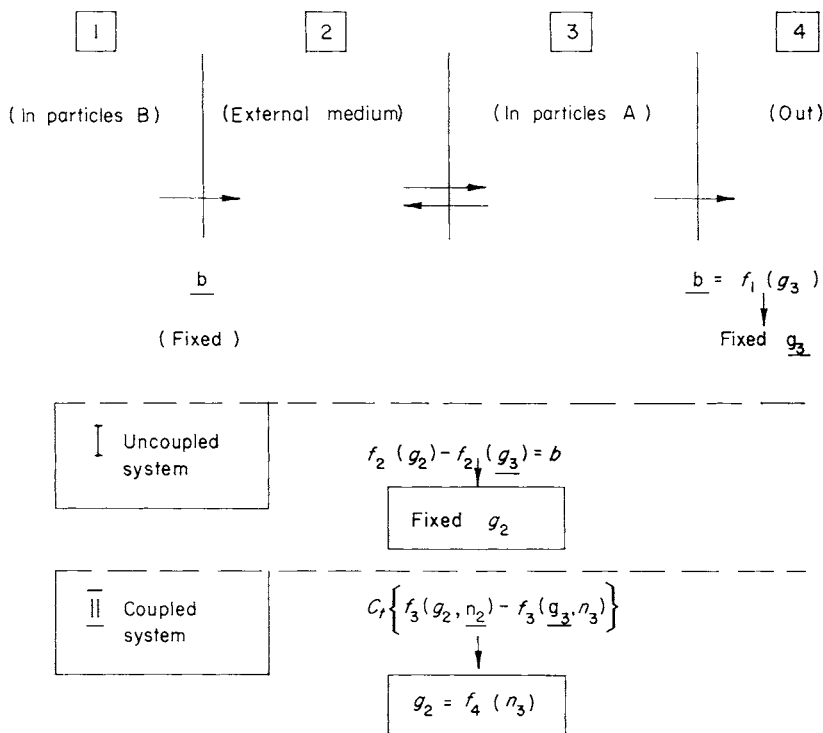 1 2 3 4
(In particles B) (External medium) (In particles A) (Out)
b b = f₁(g₃)
(Fixed) Fixed g₃
I Uncoupled system
f₂(g₂)–f₂(g₃)=b
Fixed g₂
II Coupled system
Cₜ{f₃(g₂,n₂)–f₃(g₃,n₃)}
g₂ = f₄(n₃)